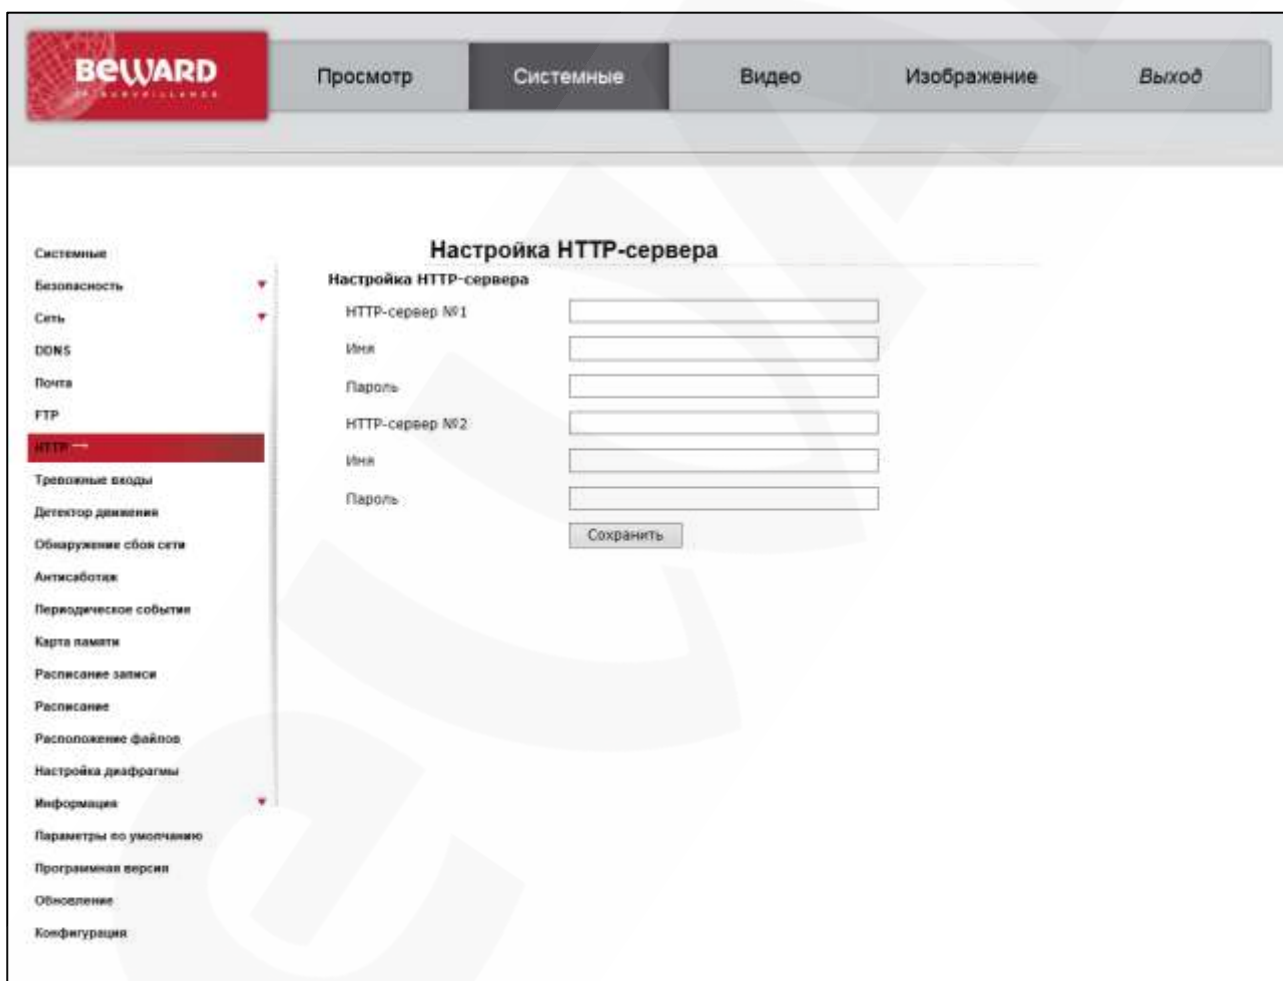 BEWARD
Просмотр
Системные
Видео
Изображение
Выход
Системные
Безопасность
Сеть
DDNS
Почта
FTP
HTTP
Тревожные входы
Детектор движения
Обнаружение сбоя сети
Антисаботаж
Периодическое событие
Карта памяти
Расписание записи
Расписание
Расположение файлов
Настройка диафрагмы
Информация
Параметры по умолчанию
Программная версия
Обновление
Конфигурация
Настройка HTTP-сервера
Настройка HTTP-сервера
HTTP-сервер №1
Имя
Пароль
HTTP-сервер №2
Имя
Пароль
Сохранить